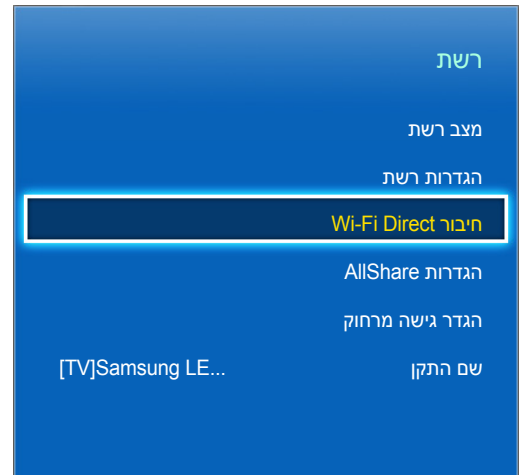 רשת
מצב רשת
הגדרות רשת
חיבור Wi-Fi Direct
הגדרות AllShare
הגדר גישה מרחוק
שם התקן [TV]Samsung LE...